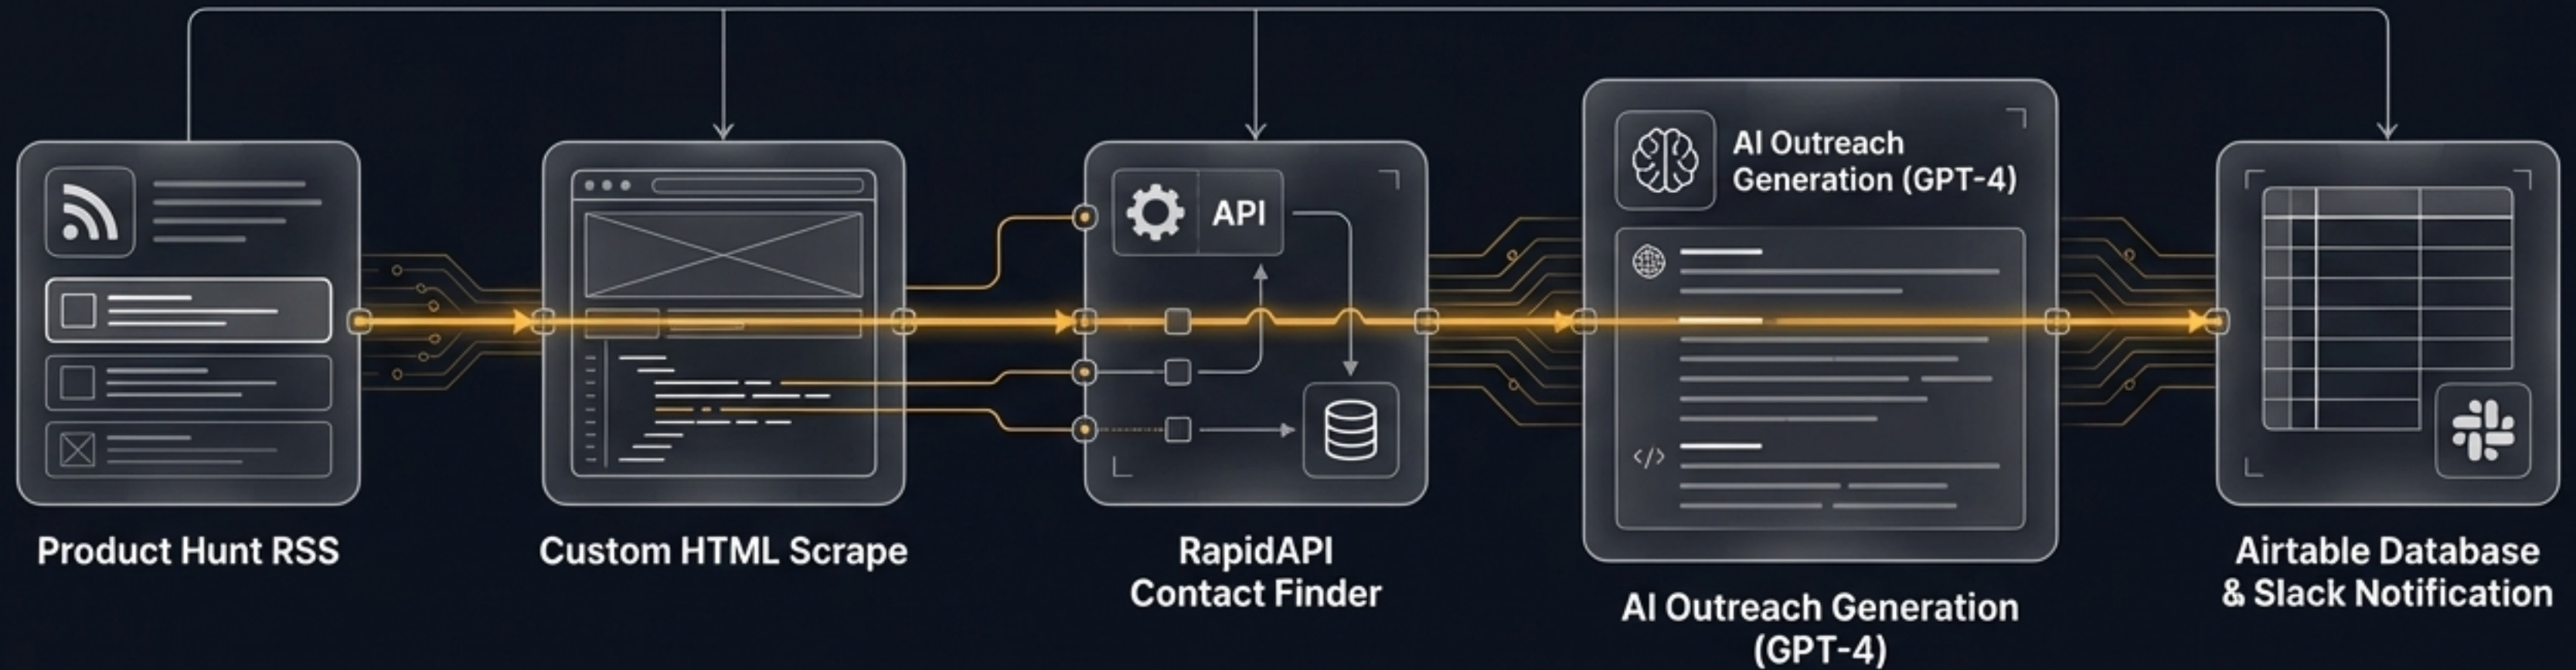 AI Outreach
Generation (GPT-4)
API
</>
Product Hunt RSS
Custom HTML Scrape
RapidAPI
Contact Finder
AI Outreach Generation
(GPT-4)
Airtable Database
& Slack Notification